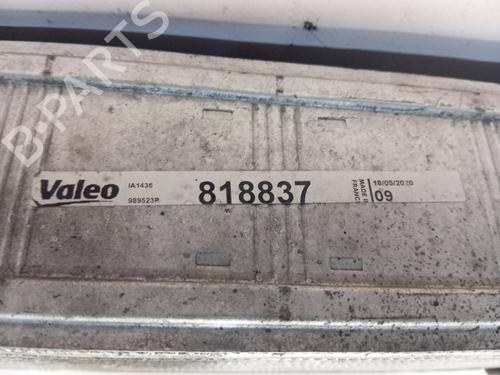 B-PARTS
Valeo
IA1436
989523P.
818837
MADE IN
FRANCE
18/05/2020
09